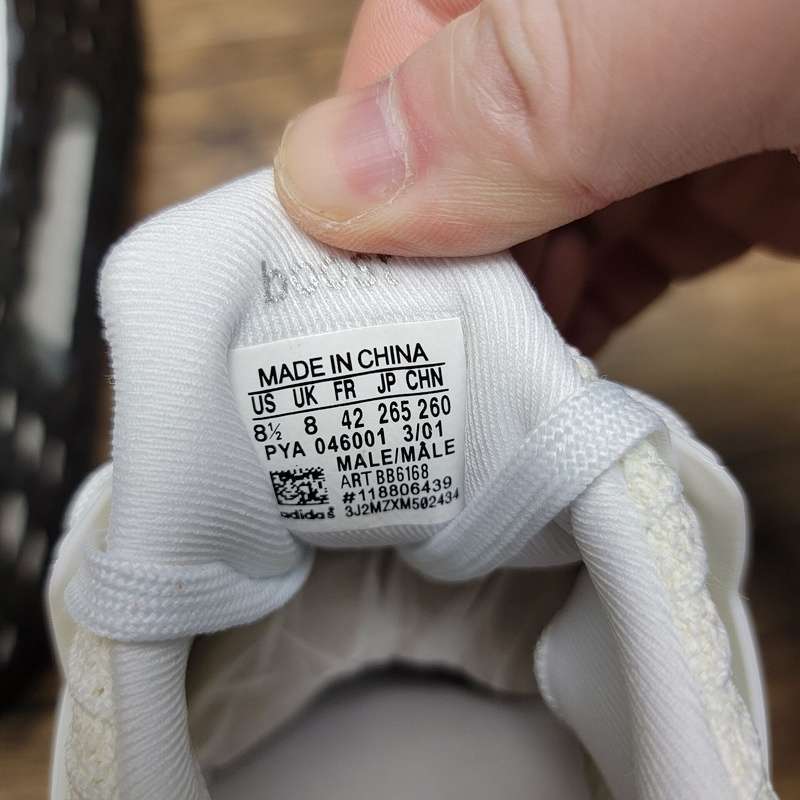 boost
MADE IN CHINA
US UK FR JP CHN
8½ 8 42 265 260
PYA 046001 3/01
MALE/MÂLE
ART BB6168
#118806439
adidas 3J2MZXM502434